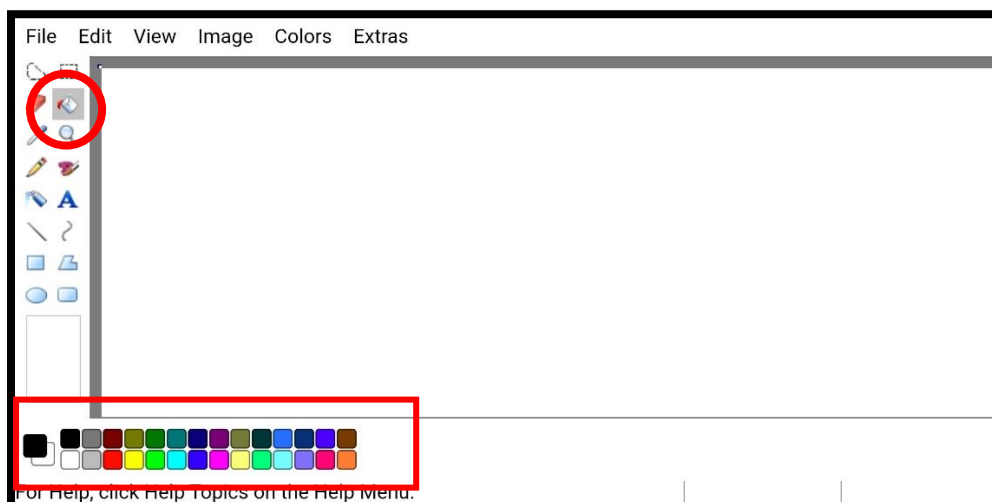 File Edit View Image Colors Extras
A
For Help, click Help Topics on the Help Menu.